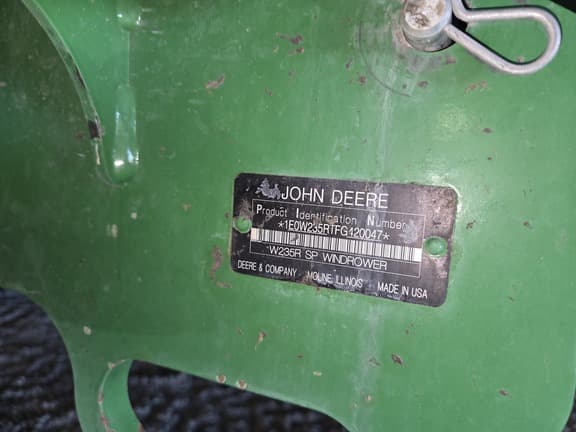 JOHN DEERE
Product Identification Number
*1E0W235RTFG420047*
W235R SP WINDROWER
DEERE & COMPANY MOLINE, ILLINOIS MADE IN USA